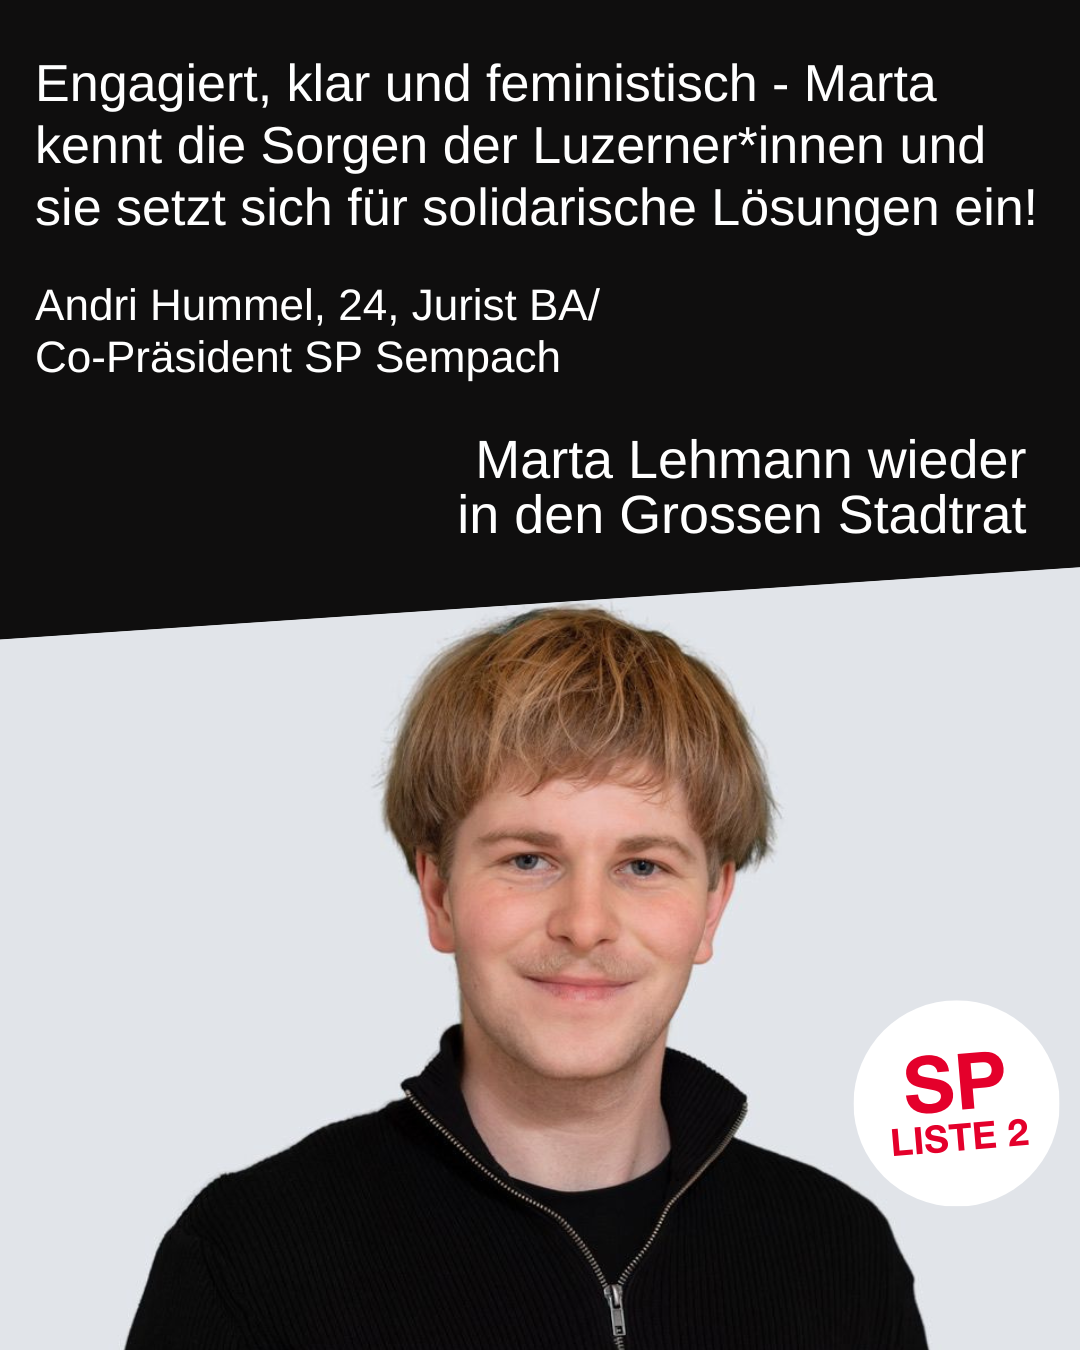 Engagiert, klar und feministisch - Marta
kennt die Sorgen der Luzerner*innen und
sie setzt sich für solidarische Lösungen ein!
Andri Hummel, 24, Jurist BA/
Co-Präsident SP Sempach
Marta Lehmann wieder
in den Grossen Stadtrat
SP
LISTE 2